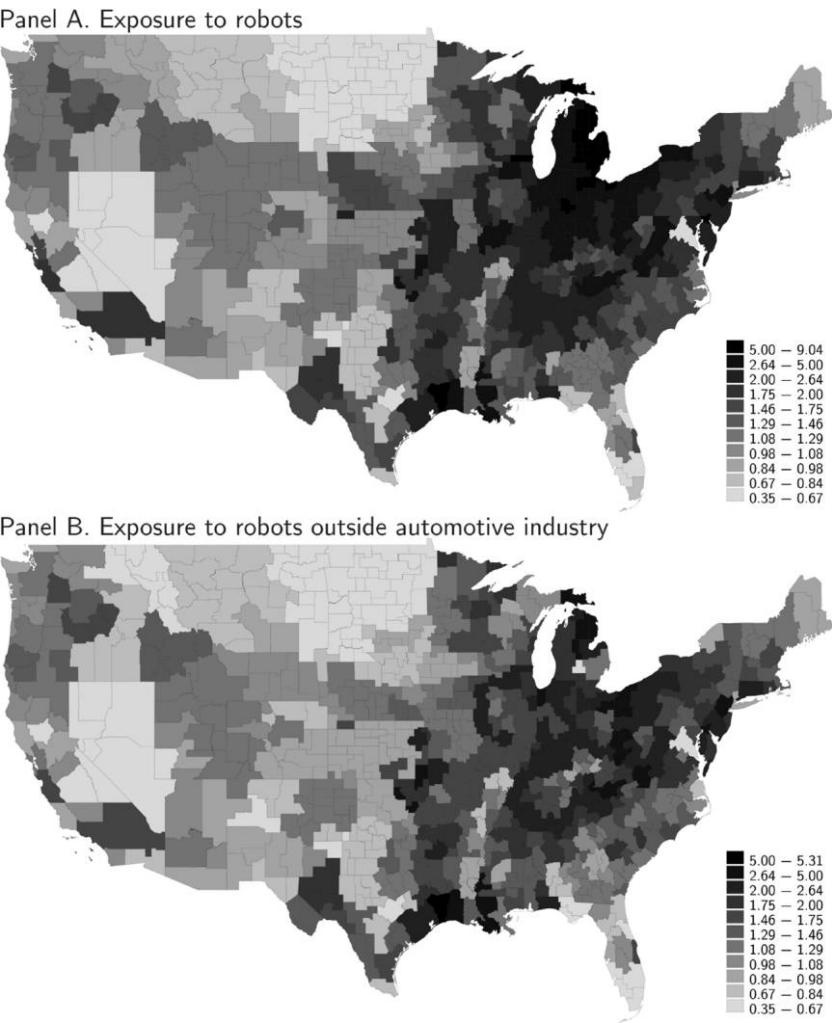 Panel A. Exposure to robots
5.00 – 9.04
2.64 – 5.00
2.00 – 2.64
1.75 – 2.00
1.46 – 1.75
1.29 – 1.46
1.08 – 1.29
0.98 – 1.08
0.84 – 0.98
0.67 – 0.84
0.35 – 0.67
Panel B. Exposure to robots outside automotive industry
5.00 – 5.31
2.64 – 5.00
2.00 – 2.64
1.75 – 2.00
1.46 – 1.75
1.29 – 1.46
1.08 – 1.29
0.98 – 1.08
0.84 – 0.98
0.67 – 0.84
0.35 – 0.67